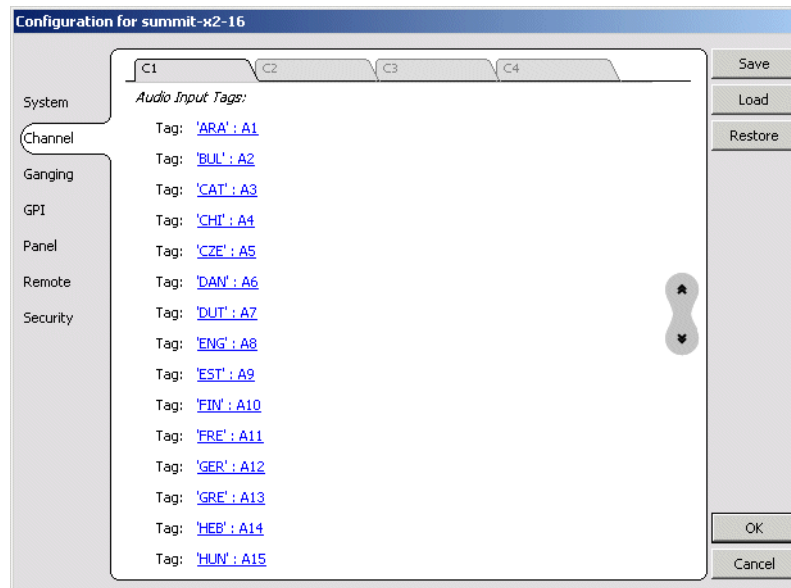 Configuration for summit-x2-16
C1 C2 C3 C4
System
Channel
Ganging
GPI
Panel
Remote
Security
Audio Input Tags:
Tag: 'ARA' : A1
Tag: 'BUL' : A2
Tag: 'CAT' : A3
Tag: 'CHI' : A4
Tag: 'CZE' : A5
Tag: 'DAN' : A6
Tag: 'DUT' : A7
Tag: 'ENG' : A8
Tag: 'EST' : A9
Tag: 'FIN' : A10
Tag: 'FRE' : A11
Tag: 'GER' : A12
Tag: 'GRE' : A13
Tag: 'HEB' : A14
Tag: 'HUN' : A15
Save
Load
Restore
OK
Cancel